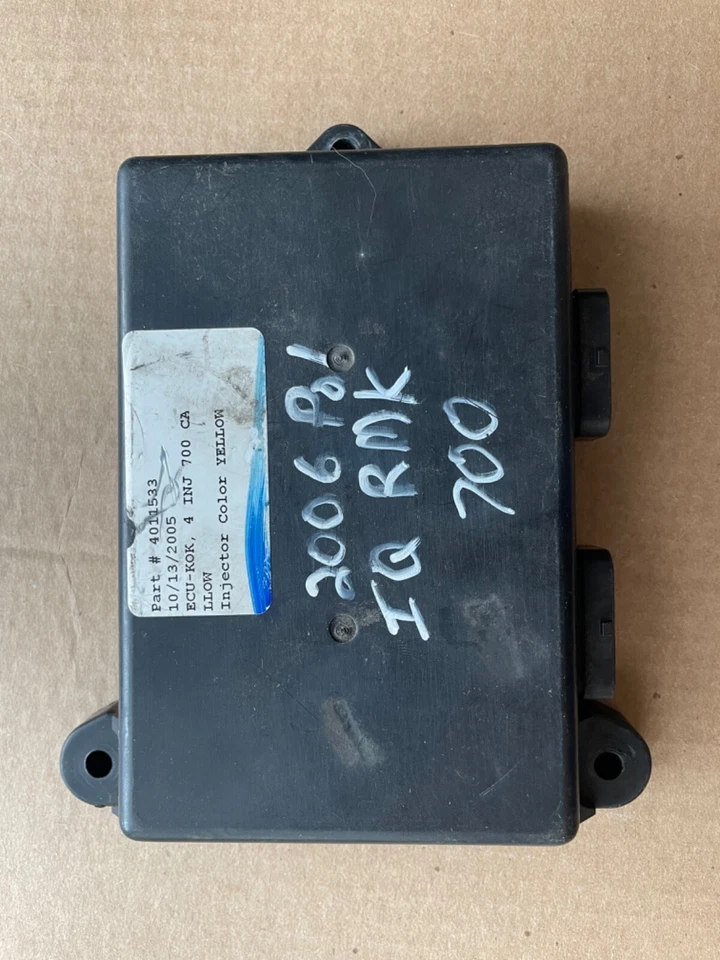 Part # 4011533
10/13/2005
ECU-KOK, 4 INJ 700 CA
LLOW
Injector Color YELLOW
2006 Pol
IQ RMK
700